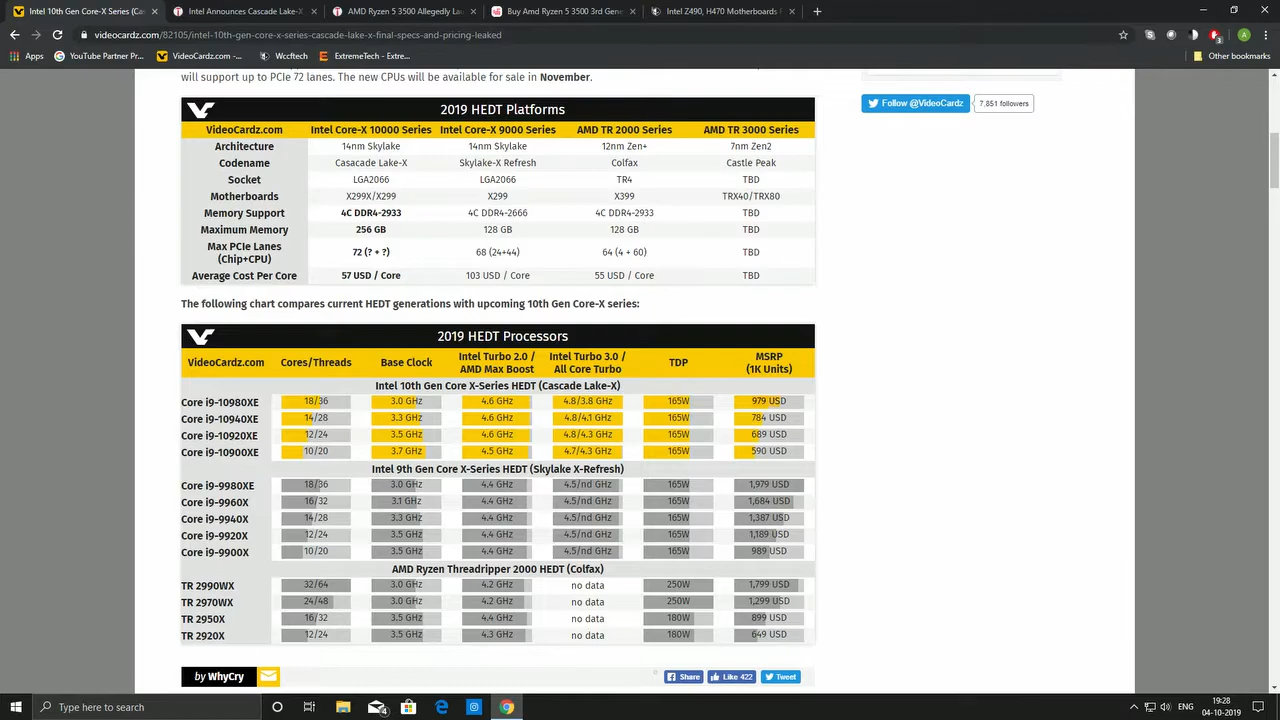 Intel 10th Gen Core X Series (Cas
Intel Announces Cascade Lake-X
AMD Ryzen 5 3500 Allegedly La
Buy Amd Ryzen 5 3500 3rd Gene
Intel Z490, H470 Motherboards
videocardz.com/82105/intel-10th-gen-core-x-series-cascade-lake-x-final-specs-and-pricing-leaked
3
A
Apps
YouTube Partner Pr...
VideoCardz.com -...
Wccftech
ExtremeTech - Extre...
Other bookmarks
will support up to PCIe 72 lanes. The new CPUs will be available for sale in November.
Follow @VideoCardz
7,851 followers
2019 HEDT Platforms
VideoCardz.com Intel Core-X 10000 Series Intel Core-X 9000 Series AMD TR 2000 Series AMD TR 3000 Series
Architecture 14nm Skylake 14nm Skylake 12nm Zen+ 7nm Zen2
Codename Casacade Lake-X Skylake-X Refresh Colfax Castle Peak
Socket LGA2066 LGA2066 TR4 TBD
Motherboards X299X/X299 X299 X399 TRX40/TRX80
Memory Support 4C DDR4-2933 4C DDR4-2666 4C DDR4-2933 TBD
Maximum Memory 256 GB 128 GB 128 GB TBD
Max PCIe Lanes
(Chip+CPU) 72 (? + ?) 68 (24+44) 64 (4 + 60) TBD
Average Cost Per Core 57 USD / Core 103 USD / Core 55 USD / Core TBD
The following chart compares current HEDT generations with upcoming 10th Gen Core-X series:
2019 HEDT Processors
VideoCardz.com Cores/Threads Base Clock Intel Turbo 2.0 / AMD Max Boost Intel Turbo 3.0 / All Core Turbo TDP MSRP (1K Units)
Intel 10th Gen Core X-Series HEDT (Cascade Lake-X)
Core i9-10980XE 18/36 3.0 GHz 4.6 GHz 4.8/3.8 GHz 165W 979 USD
Core i9-10940XE 14/28 3.3 GHz 4.6 GHz 4.8/4.1 GHz 165W 784 USD
Core i9-10920XE 12/24 3.5 GHz 4.6 GHz 4.8/4.3 GHz 165W 689 USD
Core i9-10900XE 10/20 3.7 GHz 4.5 GHz 4.7/4.3 GHz 165W 590 USD
Intel 9th Gen Core X-Series HEDT (Skylake X-Refresh)
Core i9-9980XE 18/36 3.0 GHz 4.4 GHz 4.5/nd GHz 165W 1,979 USD
Core i9-9960X 16/32 3.1 GHz 4.4 GHz 4.5/nd GHz 165W 1,684 USD
Core i9-9940X 14/28 3.3 GHz 4.4 GHz 4.5/nd GHz 165W 1,387 USD
Core i9-9920X 12/24 3.5 GHz 4.4 GHz 4.5/nd GHz 165W 1,189 USD
Core i9-9900X 10/20 3.5 GHz 4.4 GHz 4.5/nd GHz 165W 989 USD
AMD Ryzen Threadripper 2000 HEDT (Colfax)
TR 2990WX 32/64 3.0 GHz 4.2 GHz no data 250W 1,799 USD
TR 2970WX 24/48 3.0 GHz 4.2 GHz no data 250W 1,299 USD
TR 2950X 16/32 3.5 GHz 4.4 GHz no data 180W 899 USD
TR 2920X 12/24 3.5 GHz 4.3 GHz no data 180W 649 USD
by WhyCry
Share
Like 422
Tweet
Type here to search
4
ENG
19:28
04-10-2019